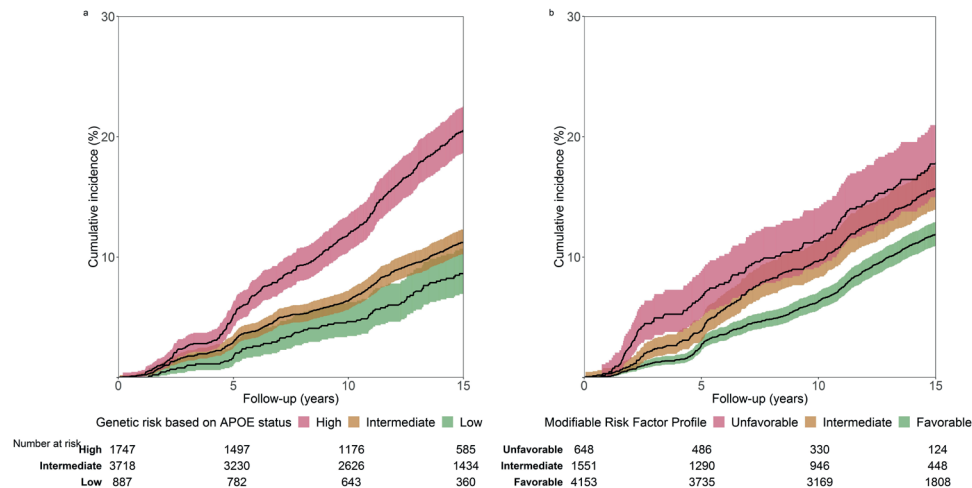 a
30
20
10
0
5
10
15
Cumulative incidence (%)
Follow-up (years)
Genetic risk based on APOE status High Intermediate Low
Number at risk
High 1747 1497 1176 585
Intermediate 3718 3230 2626 1434
Low 887 782 643 360
b
30
20
10
0
5
10
15
Cumulative incidence (%)
Follow-up (years)
Modifiable Risk Factor Profile Unfavorable Intermediate Favorable
Unfavorable 648 486 330 124
Intermediate 1551 1290 946 448
Favorable 4153 3735 3169 1808